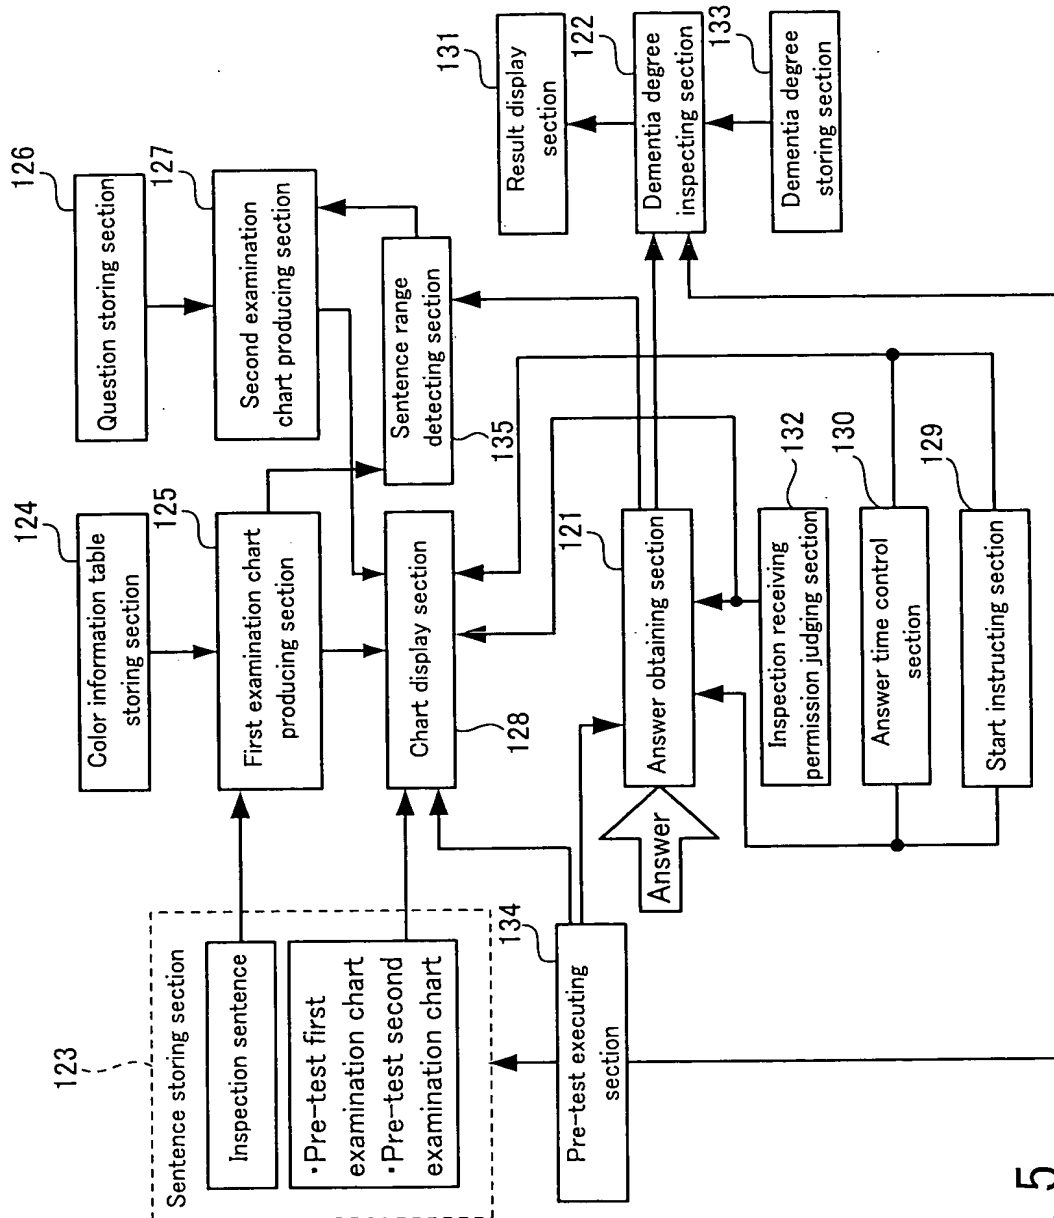 123
Sentence storing section
Inspection sentence
・Pre-test first
examination chart
・Pre-test second
examination chart
134
Pre-test executing
section
124
Color information table
storing section
125
First examination chart
producing section
Chart display section
128
Answer
121
Answer obtaining section
132
Inspection receiving
permission judging section
130
Answer time control
section
129
Start instructing section
126
Question storing section
127
Second examination
chart producing section
Sentence range
detecting section
135
131
Result display
section
122
Dementia degree
inspecting section
133
Dementia degree
storing section
5